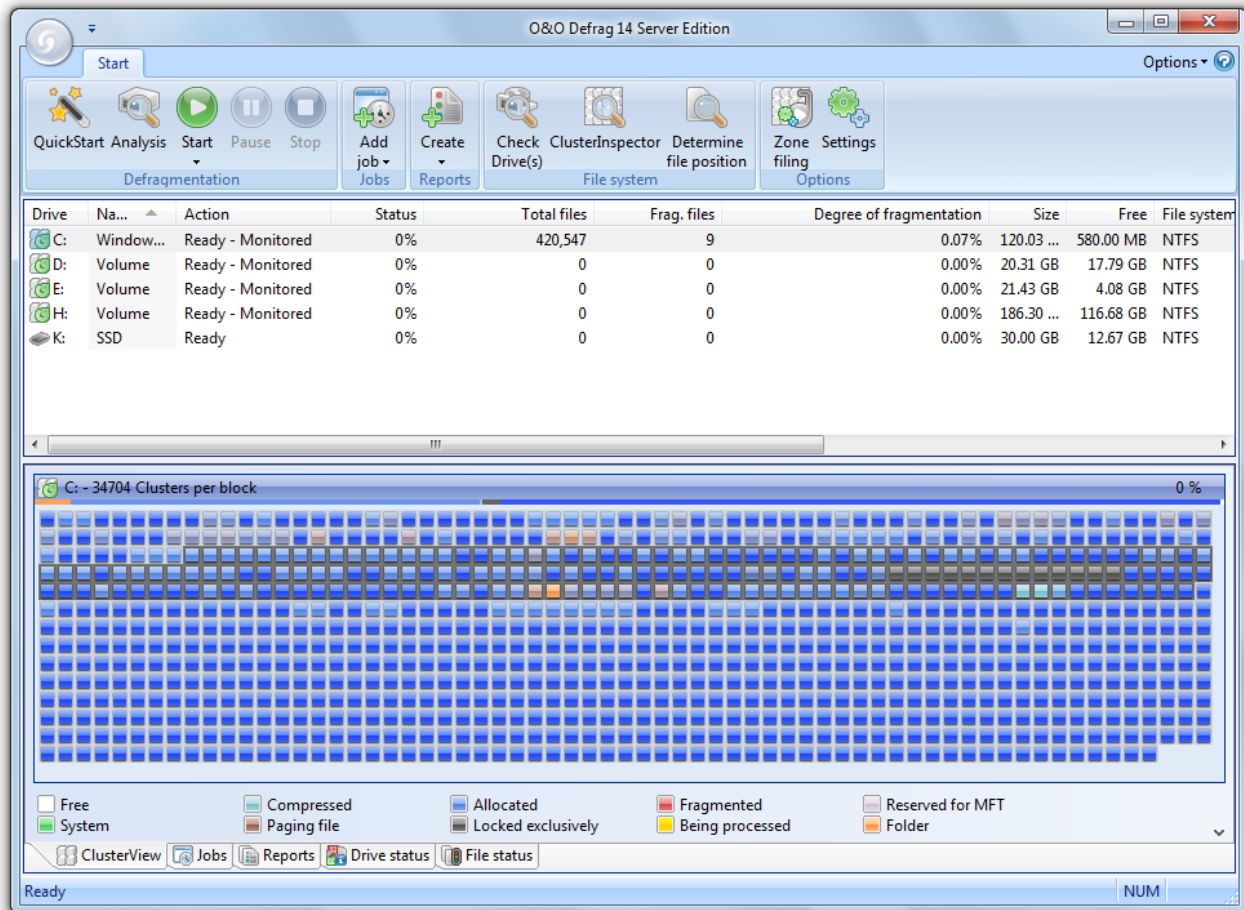 O&O Defrag 14 Server Edition
Start
Options
QuickStart Analysis Start Pause Stop
Defragmentation
Add job
Jobs
Create
Reports
Check Drive(s) ClusterInspector Determine file position
File system
Zone filing Settings
Options
Drive Na... Action Status Total files Frag. files Degree of fragmentation Size Free File system
C: Window... Ready - Monitored 0% 420,547 9 0.07% 120.03 ... 580.00 MB NTFS
D: Volume Ready - Monitored 0% 0 0 0.00% 20.31 GB 17.79 GB NTFS
E: Volume Ready - Monitored 0% 0 0 0.00% 21.43 GB 4.08 GB NTFS
H: Volume Ready - Monitored 0% 0 0 0.00% 186.30 ... 116.68 GB NTFS
K: SSD Ready 0% 0 0 0.00% 30.00 GB 12.67 GB NTFS
C: - 34704 Clusters per block 0 %
Free Compressed Allocated Fragmented Reserved for MFT
System Paging file Locked exclusively Being processed Folder
ClusterView Jobs Reports Drive status File status
Ready NUM